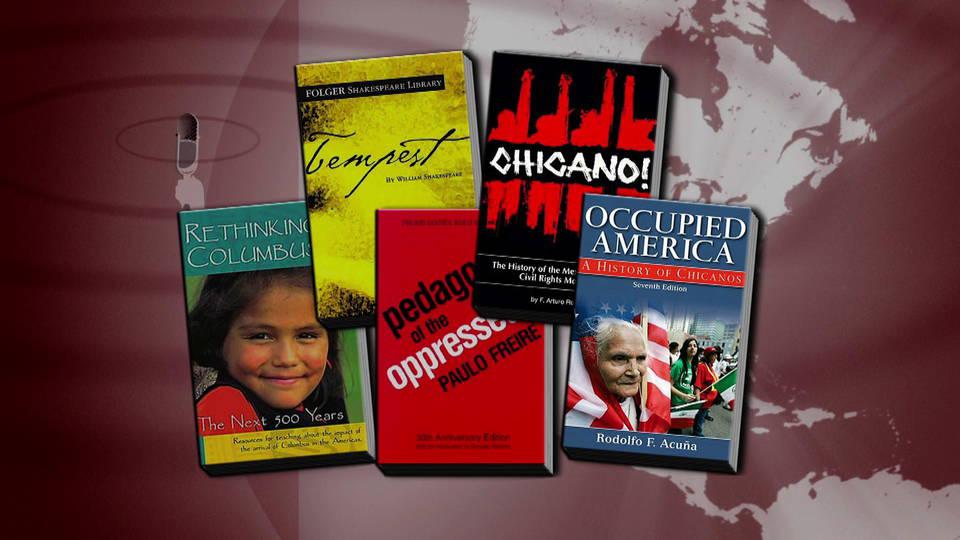 FOLGER SHAKESPEARE LIBRARY
Tempest
BY WILLIAM SHAKESPEARE
CHICANO!
The History of the Me
Civil Rights Mo
by F. Arturo Ro
RETHINKING
COLUMBUS
The Next 500 Years
Resources for teaching about the impact of
the arrival of Columbus in the Americas.
pedago
of the
oppresse
PAULO FREIRE
30th Anniversary Edition
OCCUPIED
AMERICA
A HISTORY OF CHICANOS
Seventh Edition
Rodolfo F. Acuña